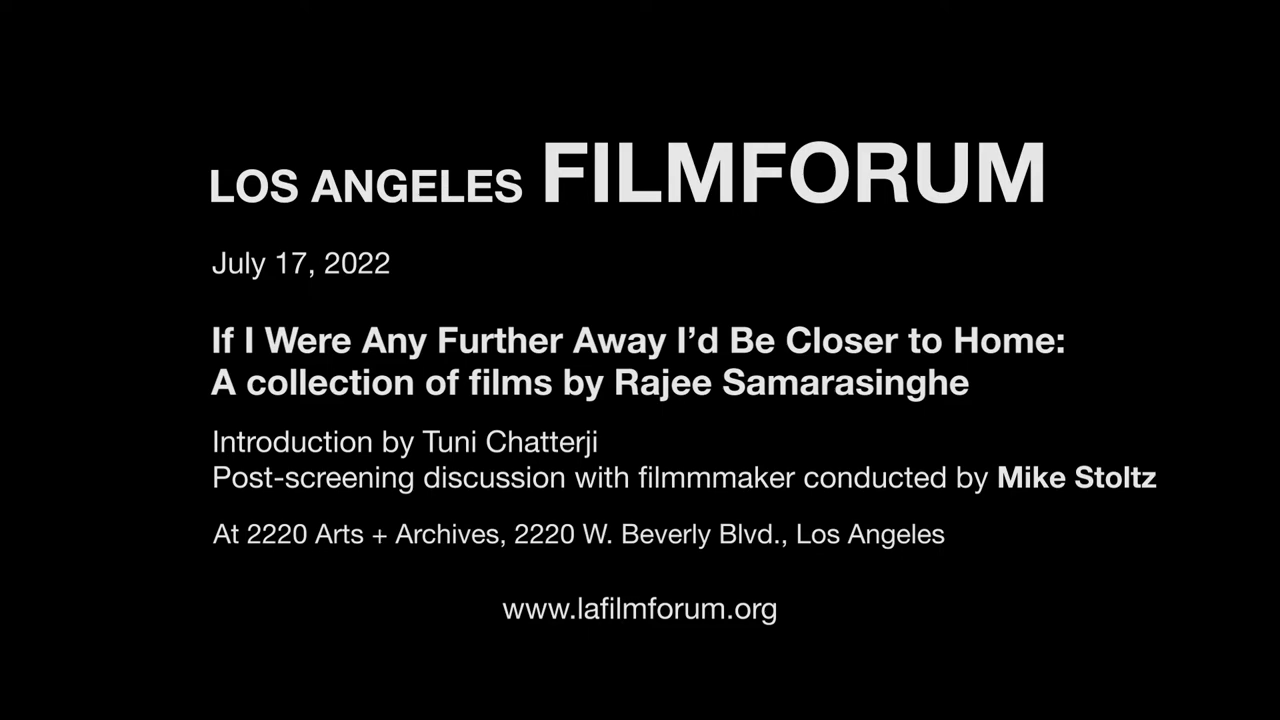 LOS ANGELES FILMFORUM
July 17, 2022
If I Were Any Further Away I’d Be Closer to Home:
A collection of films by Rajee Samarasinghe
Introduction by Tuni Chatterji
Post-screening discussion with filmmmaker conducted by Mike Stoltz
At 2220 Arts + Archives, 2220 W. Beverly Blvd., Los Angeles
www.lafilmforum.org